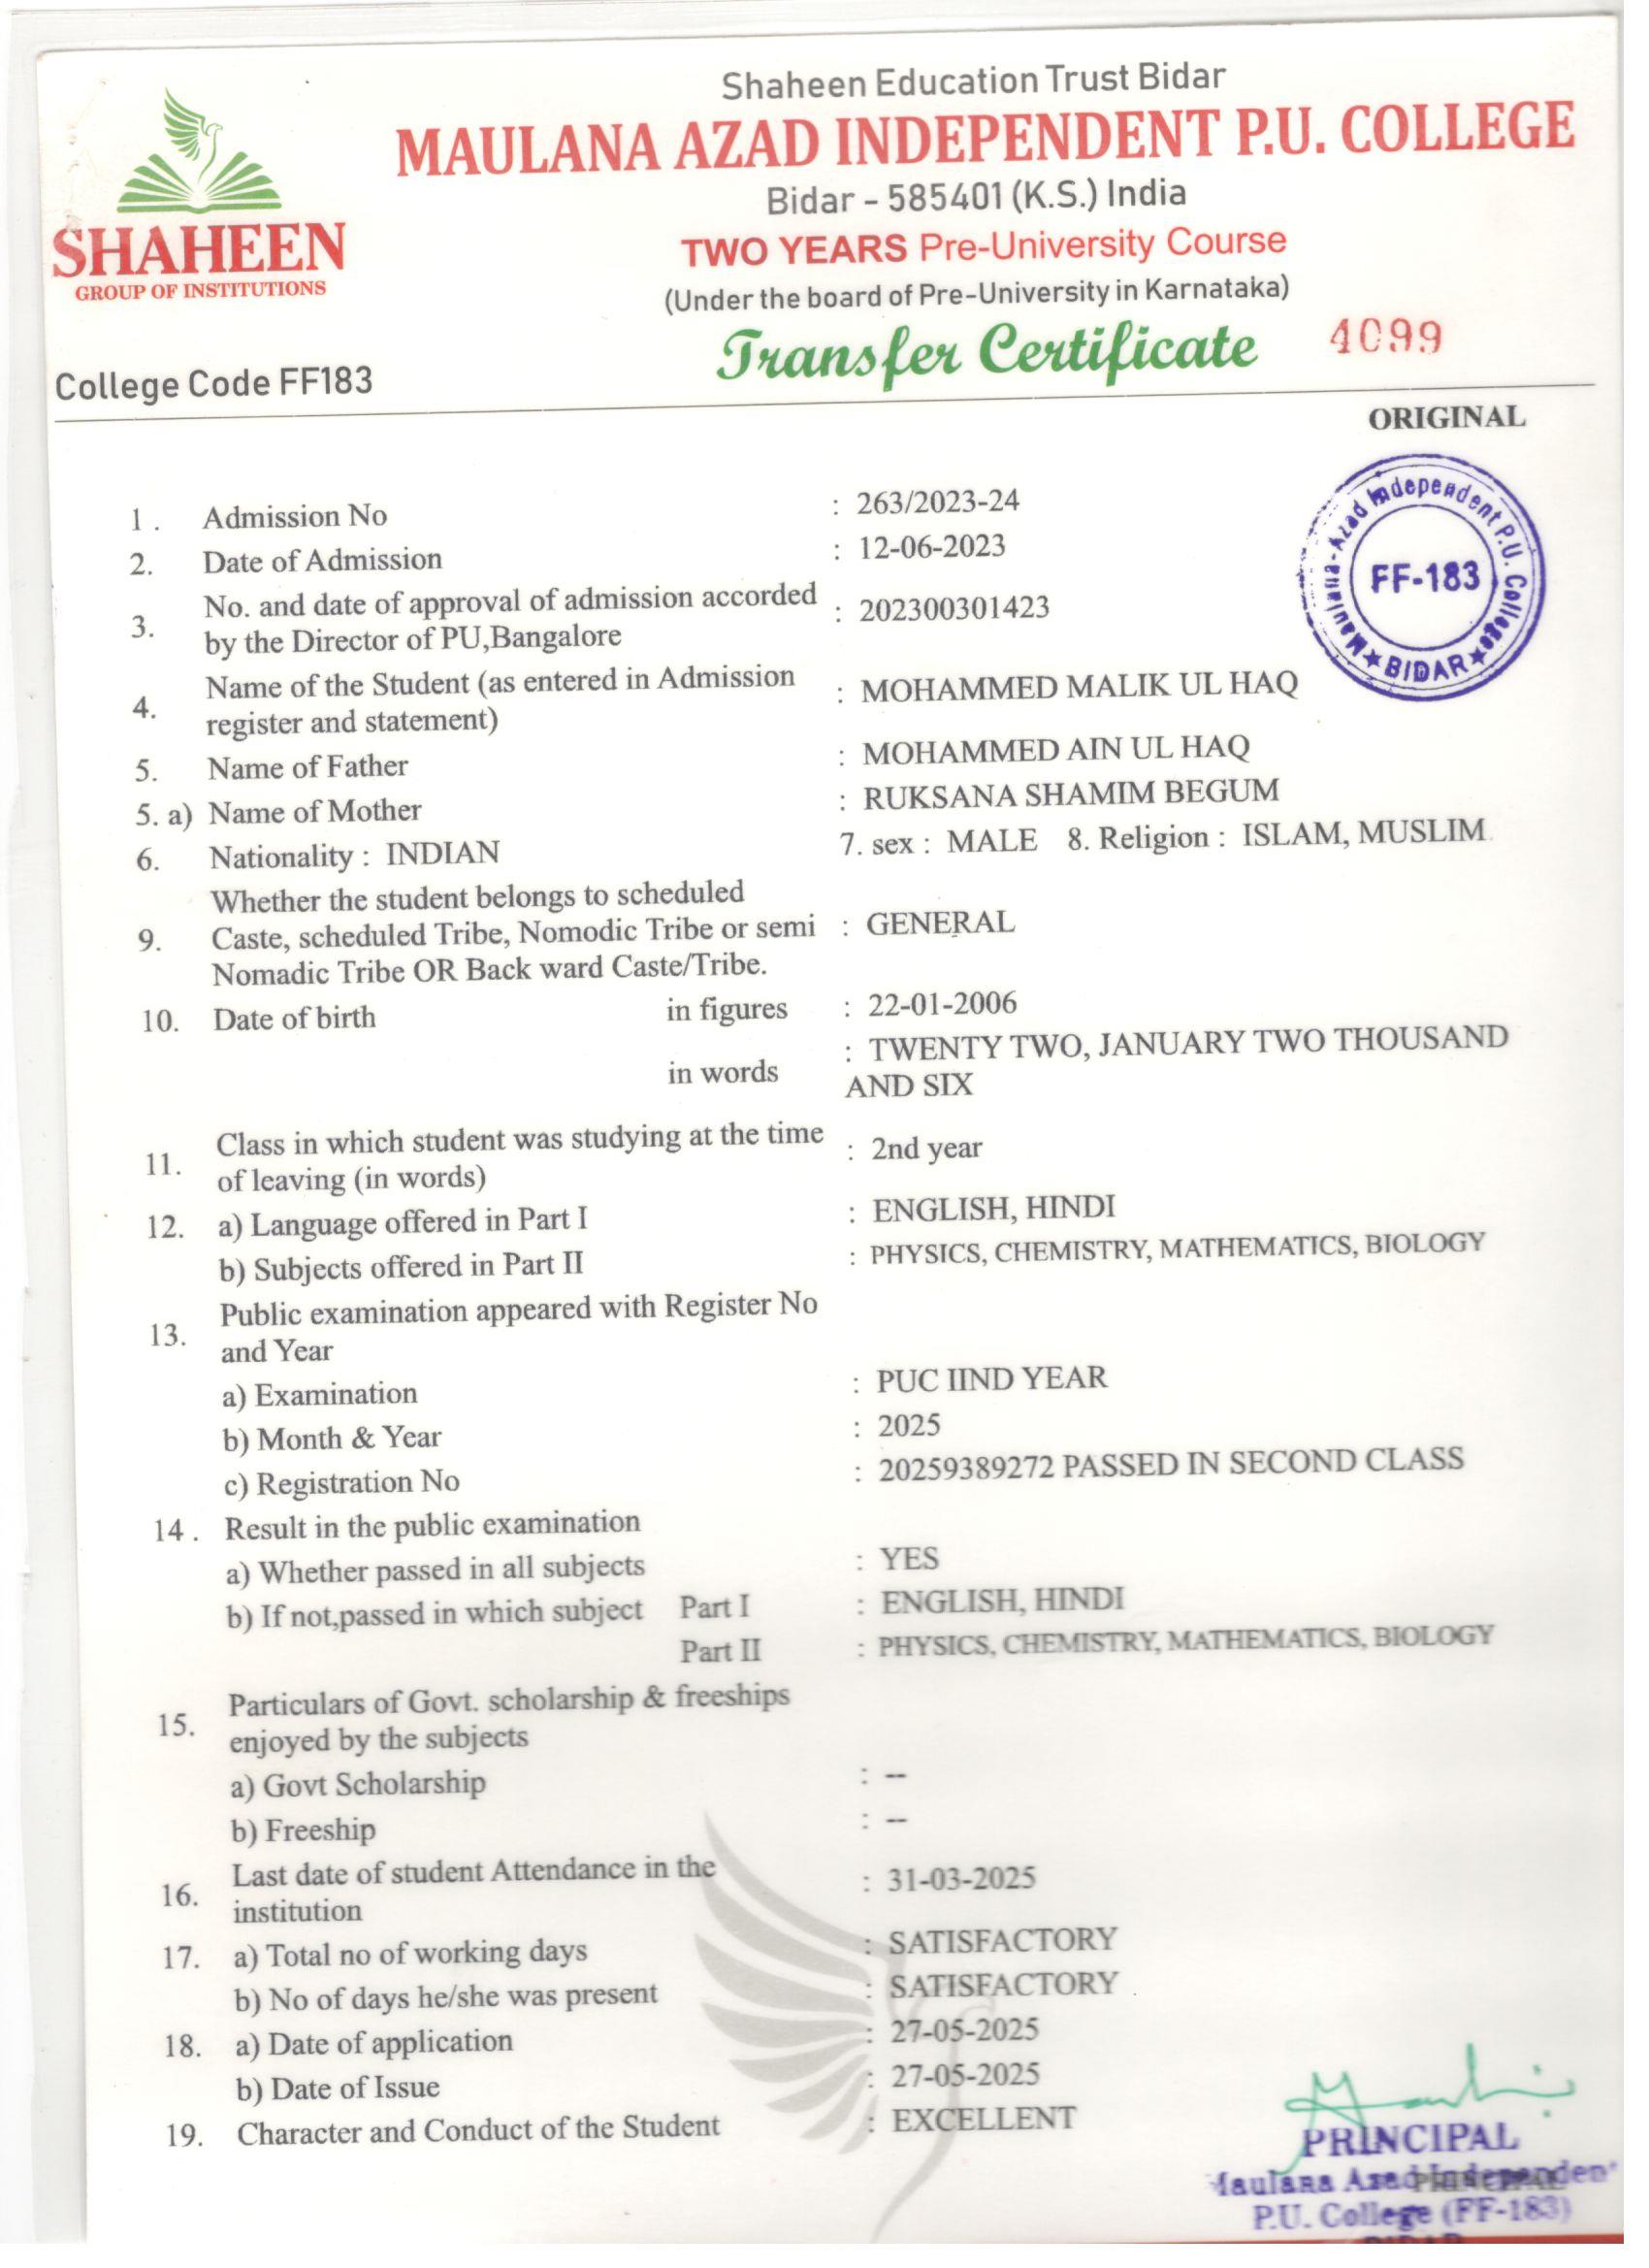 Shaheen Education Trust Bidar
MAULANA AZAD INDEPENDENT P.U. COLLEGE
Bidar - 585401 (K.S.) India
TWO YEARS Pre-University Course
(Under the board of Pre-University in Karnataka)
SHAHEEN
GROUP OF INSTITUTIONS
Transfer Certificate 4099
College Code FF183
ORIGINAL
Maulana-Azad Independent P.U. College
FF-183
★ BIDAR ★
1 . Admission No : 263/2023-24
2. Date of Admission : 12-06-2023
3. No. and date of approval of admission accorded
by the Director of PU,Bangalore : 202300301423
4. Name of the Student (as entered in Admission
register and statement) : MOHAMMED MALIK UL HAQ
5. Name of Father : MOHAMMED AIN UL HAQ
5. a) Name of Mother : RUKSANA SHAMIM BEGUM
6. Nationality : INDIAN 7. sex : MALE 8. Religion : ISLAM, MUSLIM
Whether the student belongs to scheduled
9. Caste, scheduled Tribe, Nomodic Tribe or semi : GENERAL
Nomadic Tribe OR Back ward Caste/Tribe.
10. Date of birth in figures : 22-01-2006
in words : TWENTY TWO, JANUARY TWO THOUSAND
AND SIX
11. Class in which student was studying at the time
of leaving (in words) : 2nd year
12. a) Language offered in Part I : ENGLISH, HINDI
b) Subjects offered in Part II : PHYSICS, CHEMISTRY, MATHEMATICS, BIOLOGY
13. Public examination appeared with Register No
and Year
a) Examination : PUC IIND YEAR
b) Month & Year : 2025
c) Registration No : 20259389272 PASSED IN SECOND CLASS
14 . Result in the public examination
a) Whether passed in all subjects : YES
b) If not,passed in which subject Part I : ENGLISH, HINDI
Part II : PHYSICS, CHEMISTRY, MATHEMATICS, BIOLOGY
15. Particulars of Govt. scholarship & freeships
enjoyed by the subjects
a) Govt Scholarship : --
b) Freeship : --
16. Last date of student Attendance in the
institution : 31-03-2025
17. a) Total no of working days : SATISFACTORY
b) No of days he/she was present : SATISFACTORY
18. a) Date of application : 27-05-2025
b) Date of Issue : 27-05-2025
19. Character and Conduct of the Student : EXCELLENT
PRINCIPAL
Maulana Azad Independen
PRINCIPAL
P.U. College (FF-183)